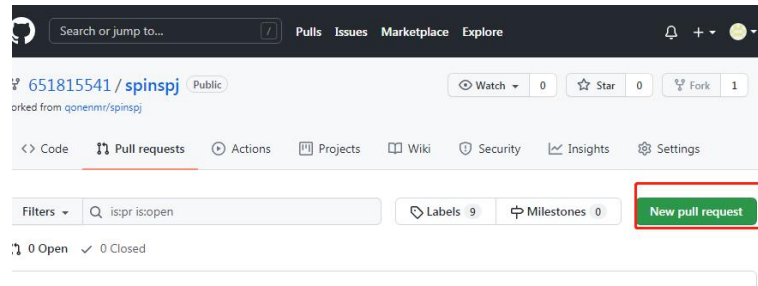 Search or jump to... / Pulls Issues Marketplace Explore
651815541 / spinspj Public Watch 0 Star 0 Fork 1
orked from qonenmr/spinspj
<> Code Pull requests Actions Projects Wiki Security Insights Settings
Filters is:pr is:open Labels 9 Milestones 0 New pull request
0 Open 0 Closed